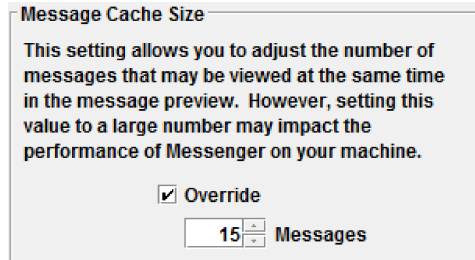 Message Cache Size
This setting allows you to adjust the number of
messages that may be viewed at the same time
in the message preview.  However, setting this
value to a large number may impact the
performance of Messenger on your machine.
Override
15 Messages